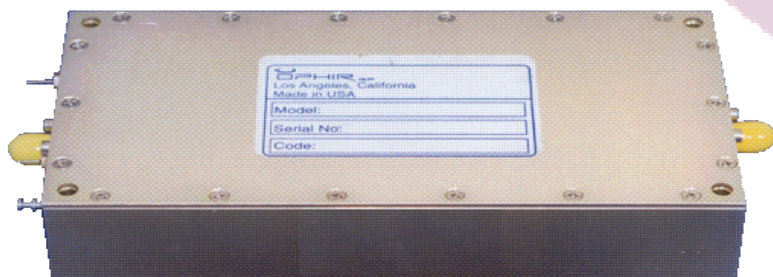 OPHIR RF
Los Angeles, California
Made in USA
Model:
Serial No:
Code: